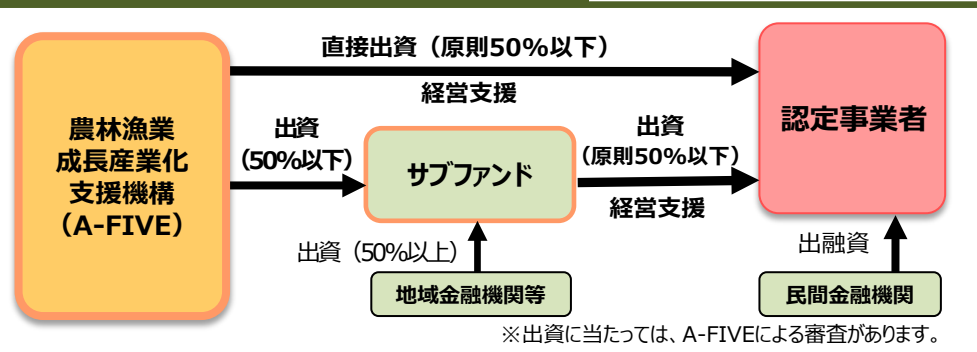 直接出資（原則50%以下）
経営支援
農林漁業
成長産業化
支援機構
（A-FIVE）
出資
（50%以下）
サブファンド
出資
（原則50%以下）
経営支援
認定事業者
出資（50%以上）
地域金融機関等
出融資
民間金融機関
※出資に当たっては、A-FIVEによる審査があります。